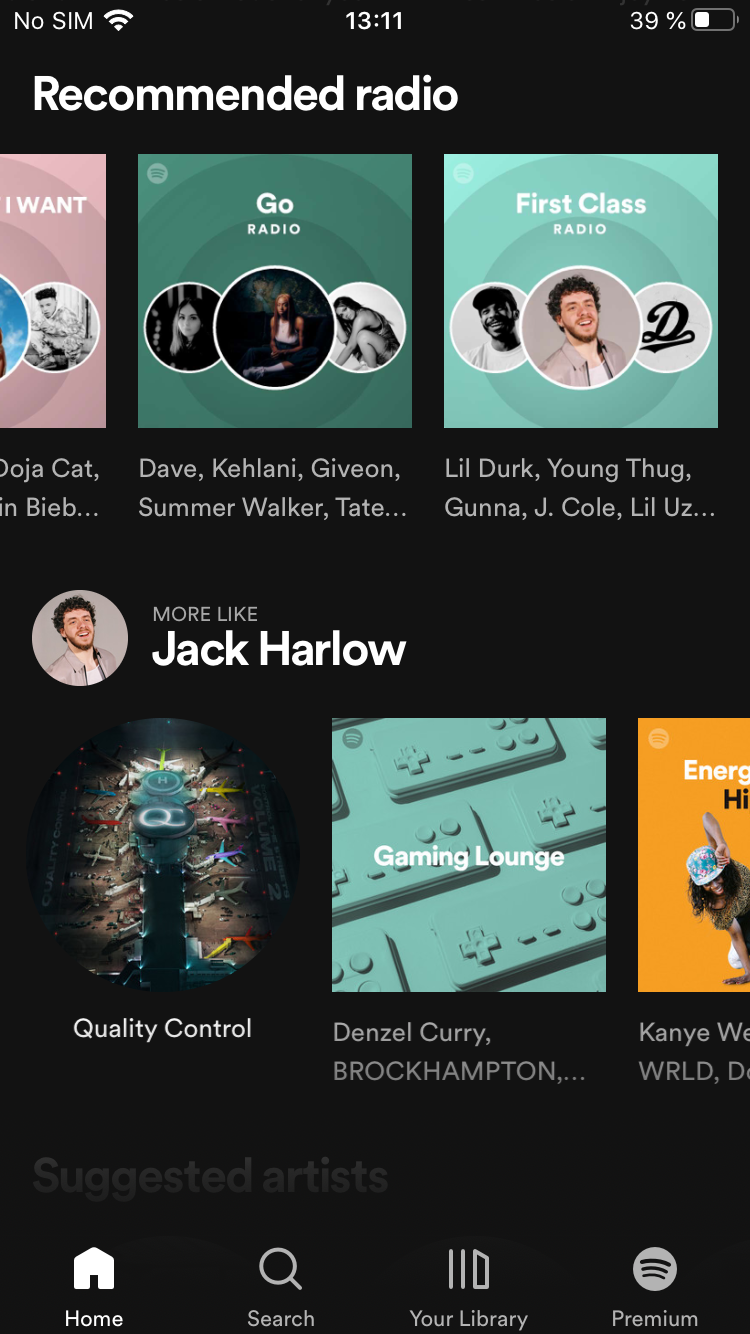 No SIM 13:11 39 %
Recommended radio
I WANT
Go
RADIO
First Class
RADIO
D.
Doja Cat,
in Bieb...
Dave, Kehlani, Giveon,
Summer Walker, Tate...
Lil Durk, Young Thug,
Gunna, J. Cole, Lil Uz...
MORE LIKE
Jack Harlow
H
Q
QUALITY CONTROL
VOLUME 2
Gaming Lounge
Energ
Hi
Quality Control
Denzel Curry,
BROCKHAMPTON,...
Kanye We
WRLD, Do
Suggested artists
Home
Search
Your Library
Premium